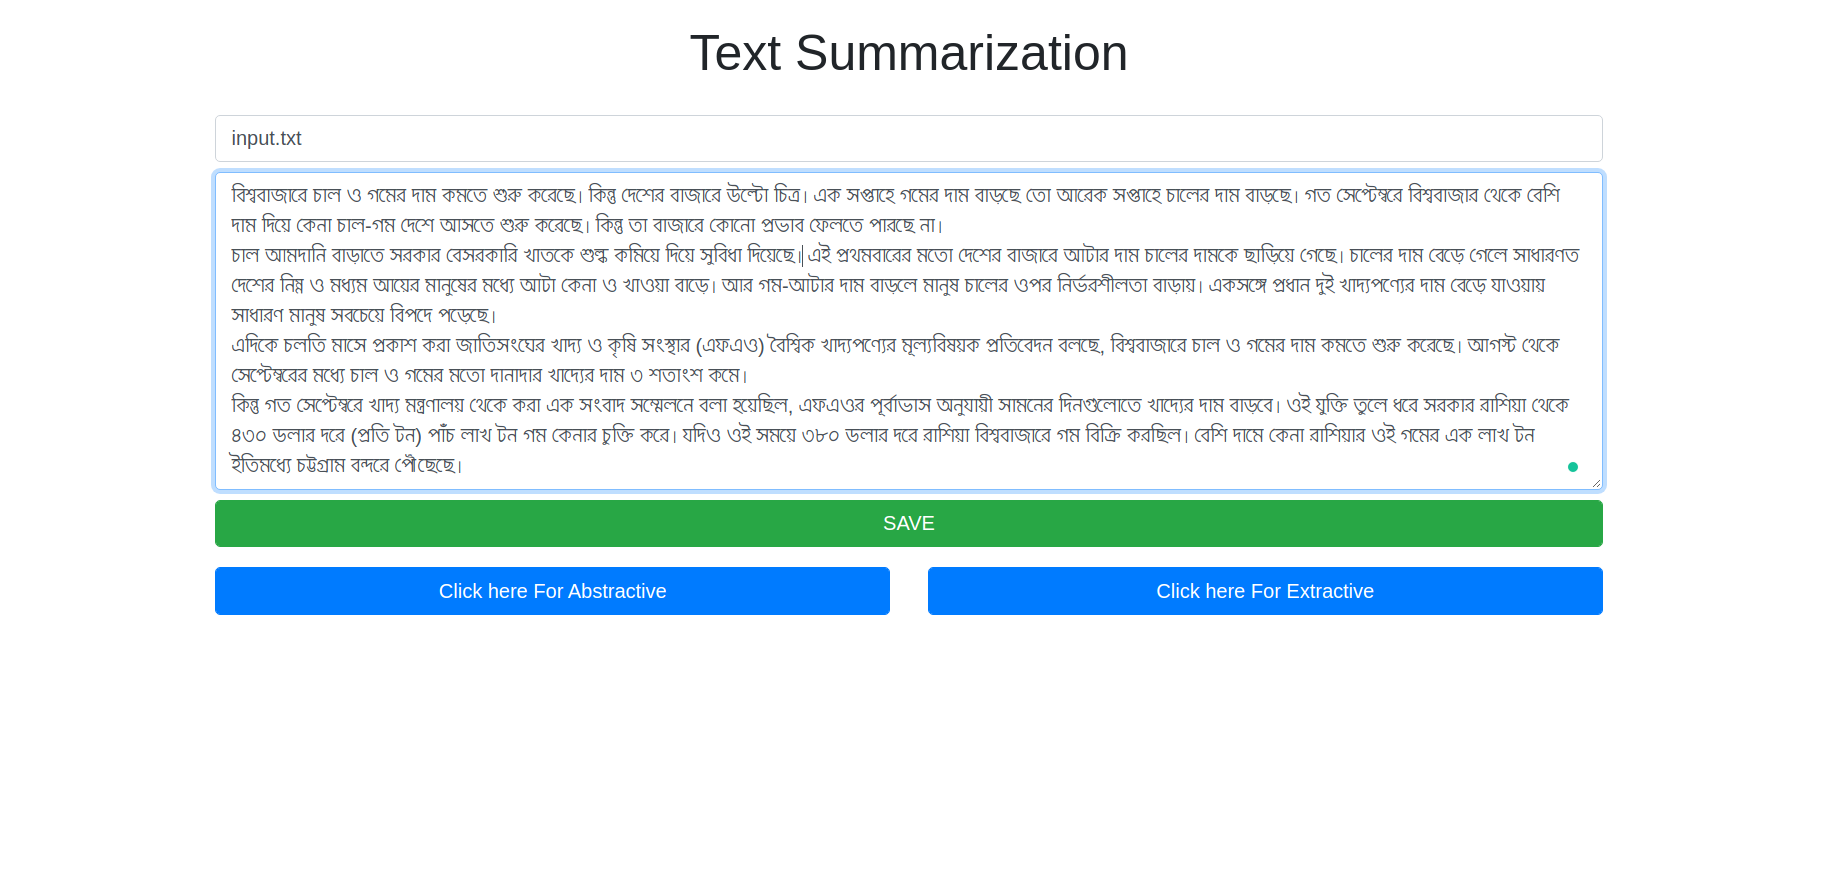 Text Summarization
input.txt
বিশ্ববাজারে চাল ও গমের দাম কমতে শুরু করেছে। কিন্তু দেশের বাজারে উল্টো চিত্র। এক সপ্তাহে গমের দাম বাড়ছে তো আরেক সপ্তাহে চালের দাম বাড়ছে। গত সেপ্টেম্বরে বিশ্ববাজার থেকে বেশি
দাম দিয়ে কেনা চাল-গম দেশে আসতে শুরু করেছে। কিন্তু তা বাজারে কোনো প্রভাব ফেলতে পারছে না।
চাল আমদানি বাড়াতে সরকার বেসরকারি খাতকে শুল্ক কমিয়ে দিয়ে সুবিধা দিয়েছে। এই প্রথমবারের মতো দেশের বাজারে আটার দাম চালের দামকে ছাড়িয়ে গেছে। চালের দাম বেড়ে গেলে সাধারণত
দেশের নিম্ন ও মধ্যম আয়ের মানুষের মধ্যে আটা কেনা ও খাওয়া বাড়ে। আর গম-আটার দাম বাড়লে মানুষ চালের ওপর নির্ভরশীলতা বাড়ায়। একসঙ্গে প্রধান দুই খাদ্যপণ্যের দাম বেড়ে যাওয়ায়
সাধারণ মানুষ সবচেয়ে বিপদে পড়েছে।
এদিকে চলতি মাসে প্রকাশ করা জাতিসংঘের খাদ্য ও কৃষি সংস্থার (এফএও) বৈশ্বিক খাদ্যপণ্যের মূল্যবিষয়ক প্রতিবেদন বলছে, বিশ্ববাজারে চাল ও গমের দাম কমতে শুরু করেছে। আগস্ট থেকে
সেপ্টেম্বরের মধ্যে চাল ও গমের মতো দানাদার খাদ্যের দাম ৩ শতাংশ কমে।
কিন্তু গত সেপ্টেম্বরে খাদ্য মন্ত্রণালয় থেকে করা এক সংবাদ সম্মেলনে বলা হয়েছিল, এফএওর পূর্বাভাস অনুযায়ী সামনের দিনগুলোতে খাদ্যের দাম বাড়বে। ওই যুক্তি তুলে ধরে সরকার রাশিয়া থেকে
৪৩০ ডলার দরে (প্রতি টন) পাঁচ লাখ টন গম কেনার চুক্তি করে। যদিও ওই সময়ে ৩৮০ ডলার দরে রাশিয়া বিশ্ববাজারে গম বিক্রি করছিল। বেশি দামে কেনা রাশিয়ার ওই গমের এক লাখ টন
ইতিমধ্যে চট্টগ্রাম বন্দরে পৌঁছেছে।
SAVE
Click here For Abstractive
Click here For Extractive